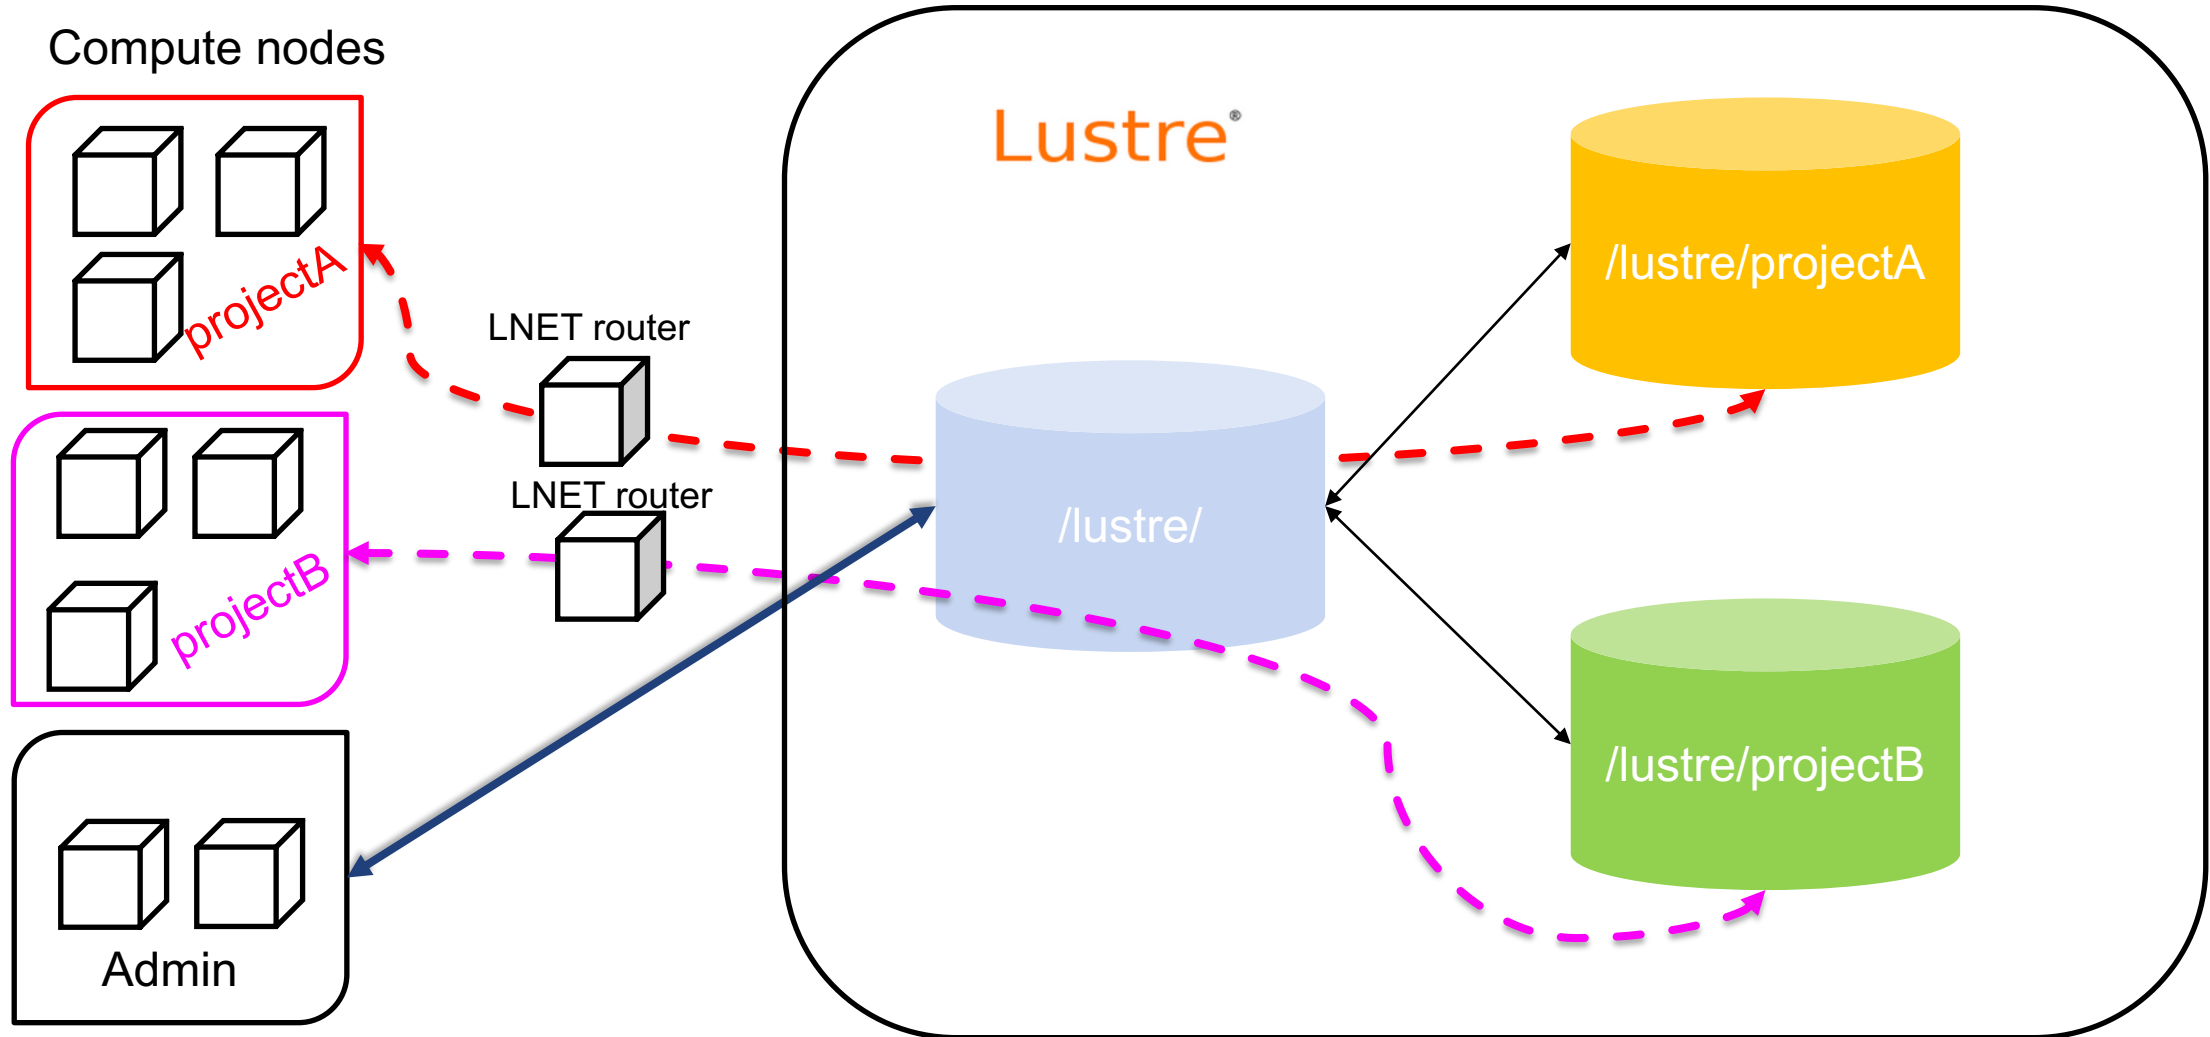 Compute nodes
projectA
LNET router
LNET router
projectB
Admin
Lustre®
/lustre/
/lustre/projectA
/lustre/projectB